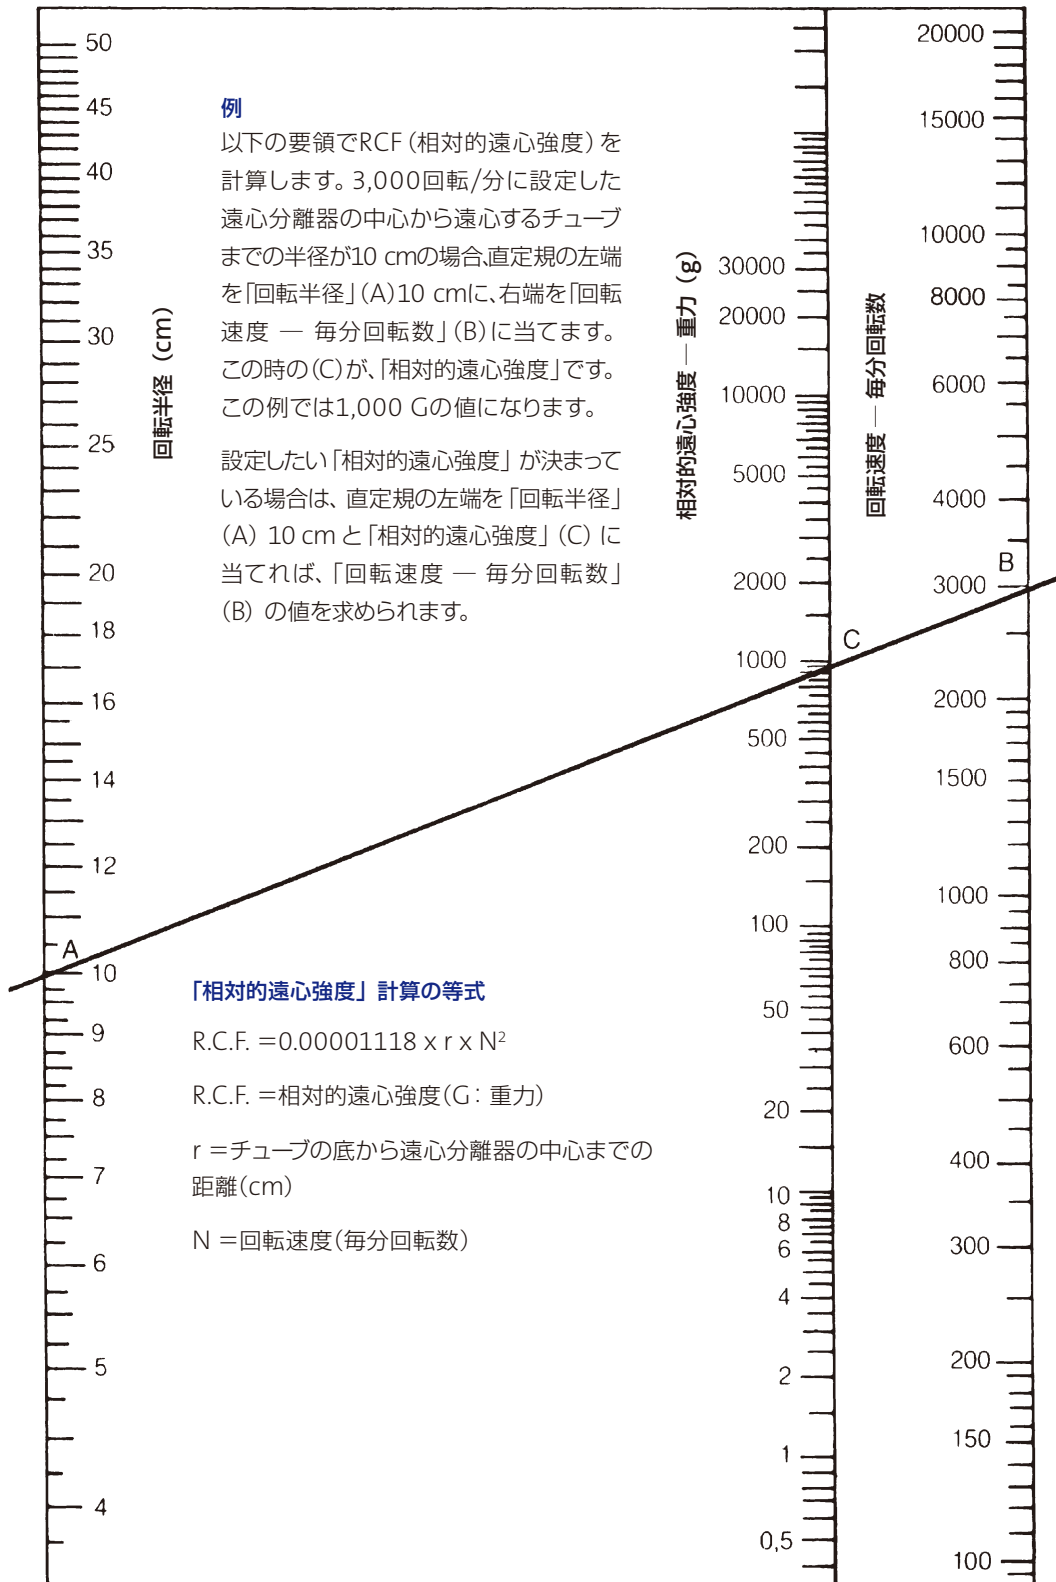 50
45
40
35
30
25
20
18
16
14
12
10
9
8
7
6
5
4
回転半径（cm）
A
例
以下の要領でRCF（相対的遠心強度）を
計算します。3,000回転/分に設定した
遠心分離器の中心から遠心するチューブ
までの半径が10 cmの場合、直定規の左端
を「回転半径」(A)10 cmに、右端を「回転
速度 ― 毎分回転数」(B)に当てます。
この時の(C)が、「相対的遠心強度」です。
この例では1,000 Gの値になります。
設定したい「相対的遠心強度」が決まって
いる場合は、直定規の左端を「回転半径」
(A) 10 cm と「相対的遠心強度」(C) に
当てれば、「回転速度 ― 毎分回転数」
(B) の値を求められます。
「相対的遠心強度」計算の等式
R.C.F. =0.00001118 x r x N²
R.C.F. =相対的遠心強度(G：重力)
r =チューブの底から遠心分離器の中心までの
距離(cm)
N =回転速度(毎分回転数)
相対的遠心強度 ― 重力（g）
30000
20000
10000
5000
2000
1000
500
200
100
50
20
10
8
6
4
2
1
0,5
C
回転速度 ― 毎分回転数
20000
15000
10000
8000
6000
4000
B
3000
2000
1500
1000
800
600
400
300
200
150
100